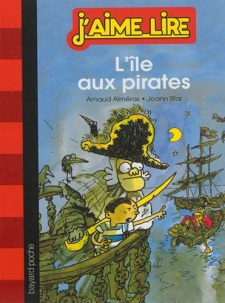 j'aime lire
L'île
aux pirates
Arnaud Alméras • Joann Sfar
bayard poche